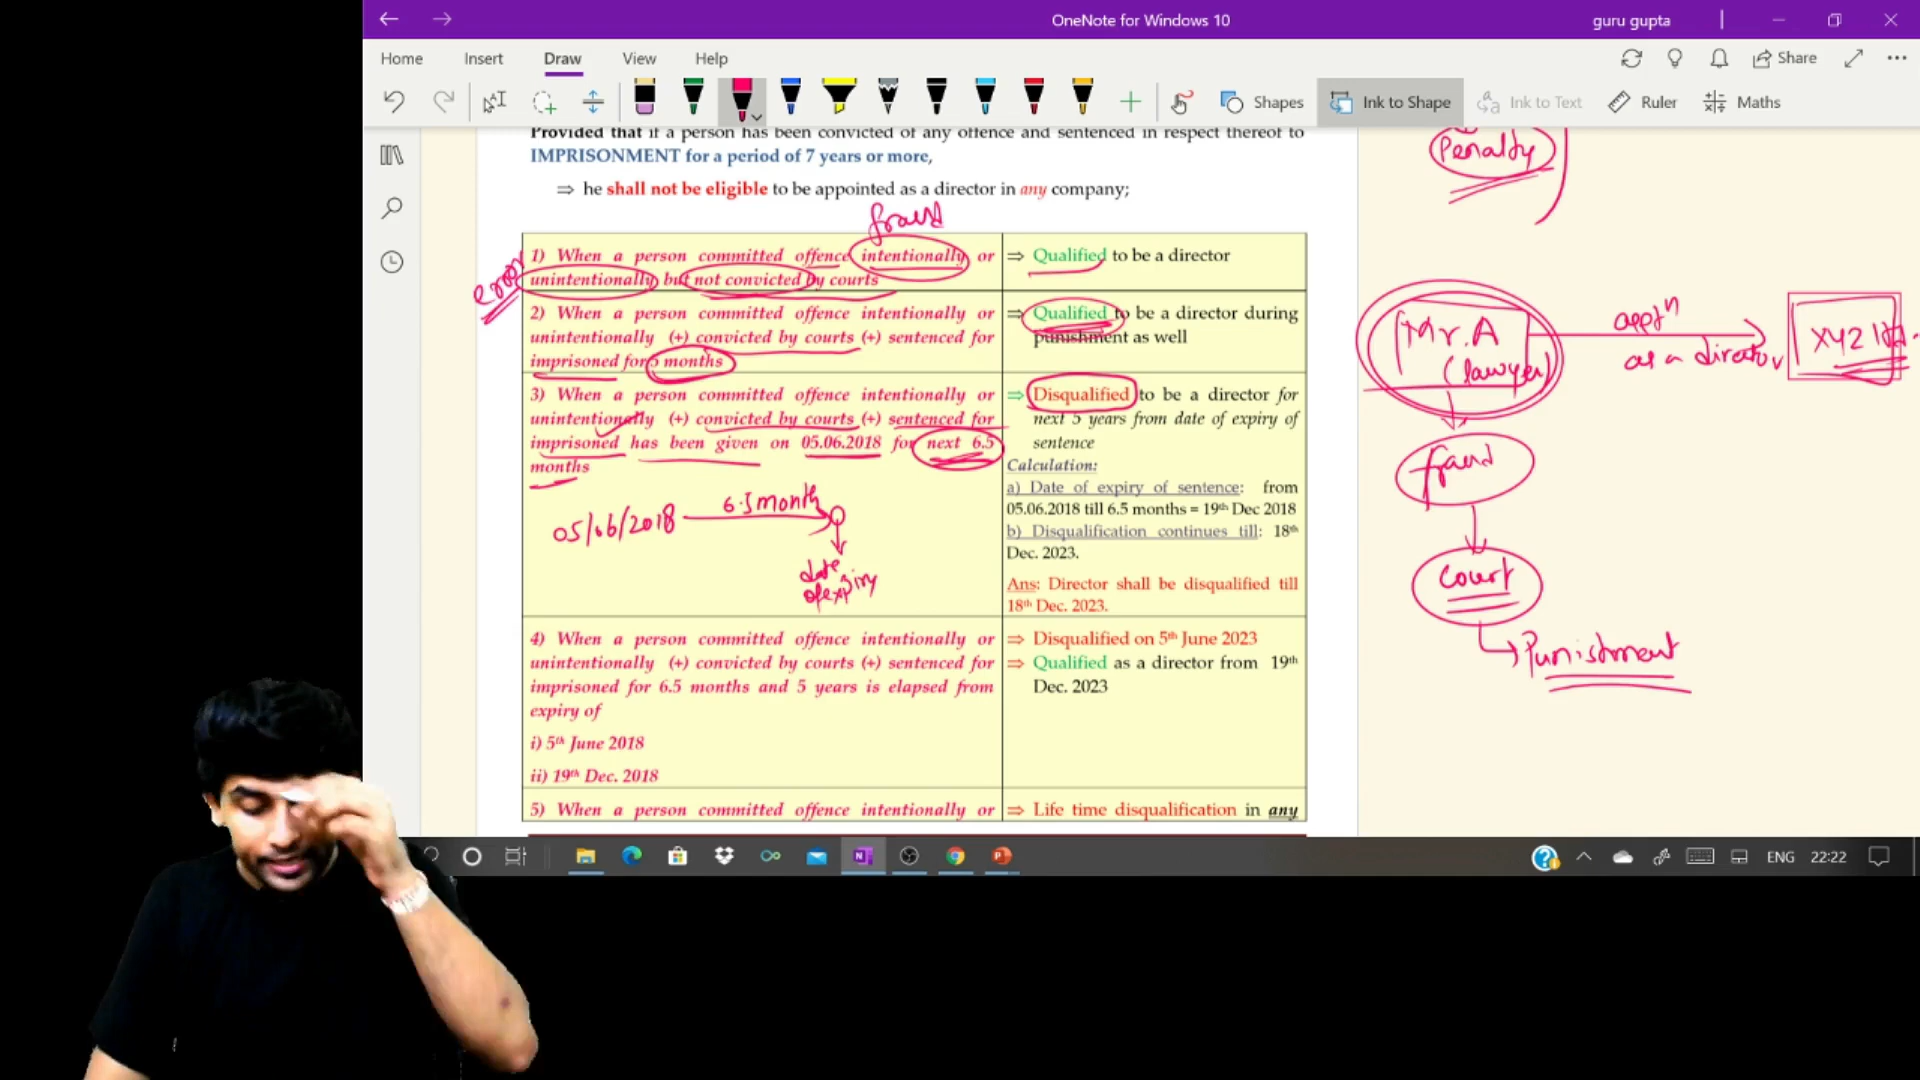 OneNote for Windows 10
guru gupta
Home Insert Draw View Help
Share
Shapes Ink to Shape Ink to Text Ruler Maths
Provided that if a person has been convicted of any offence and sentenced in respect thereof to
IMPRISONMENT for a period of 7 years or more,
⇒ he shall not be eligible to be appointed as a director in any company;
fraud
error
1) When a person committed offence intentionally or
unintentionally but not convicted by courts
⇒ Qualified to be a director
2) When a person committed offence intentionally or
unintentionally (+) convicted by courts (+) sentenced for
imprisoned for 5 months
⇒ Qualified to be a director during
punishment as well
3) When a person committed offence intentionally or
unintentionally (+) convicted by courts (+) sentenced for
imprisoned has been given on 05.06.2018 for next 6.5
months
05/06/2018 6.5 month
date
of expiry
⇒ Disqualified to be a director for
next 5 years from date of expiry of
sentence
Calculation:
a) Date of expiry of sentence: from
05.06.2018 till 6.5 months = 19th Dec 2018
b) Disqualification continues till: 18th
Dec. 2023.
Ans: Director shall be disqualified till
18th Dec. 2023.
4) When a person committed offence intentionally or
unintentionally (+) convicted by courts (+) sentenced for
imprisoned for 6.5 months and 5 years is elapsed from
expiry of
i) 5th June 2018
ii) 19th Dec. 2018
⇒ Disqualified on 5th June 2023
⇒ Qualified as a director from 19th
Dec. 2023
5) When a person committed offence intentionally or
⇒ Life time disqualification in any
Penalty
Mr. A
(lawyer)
apptn
as a director
XYZ ltd.
fraud
Court
Punishment
ENG 22:22